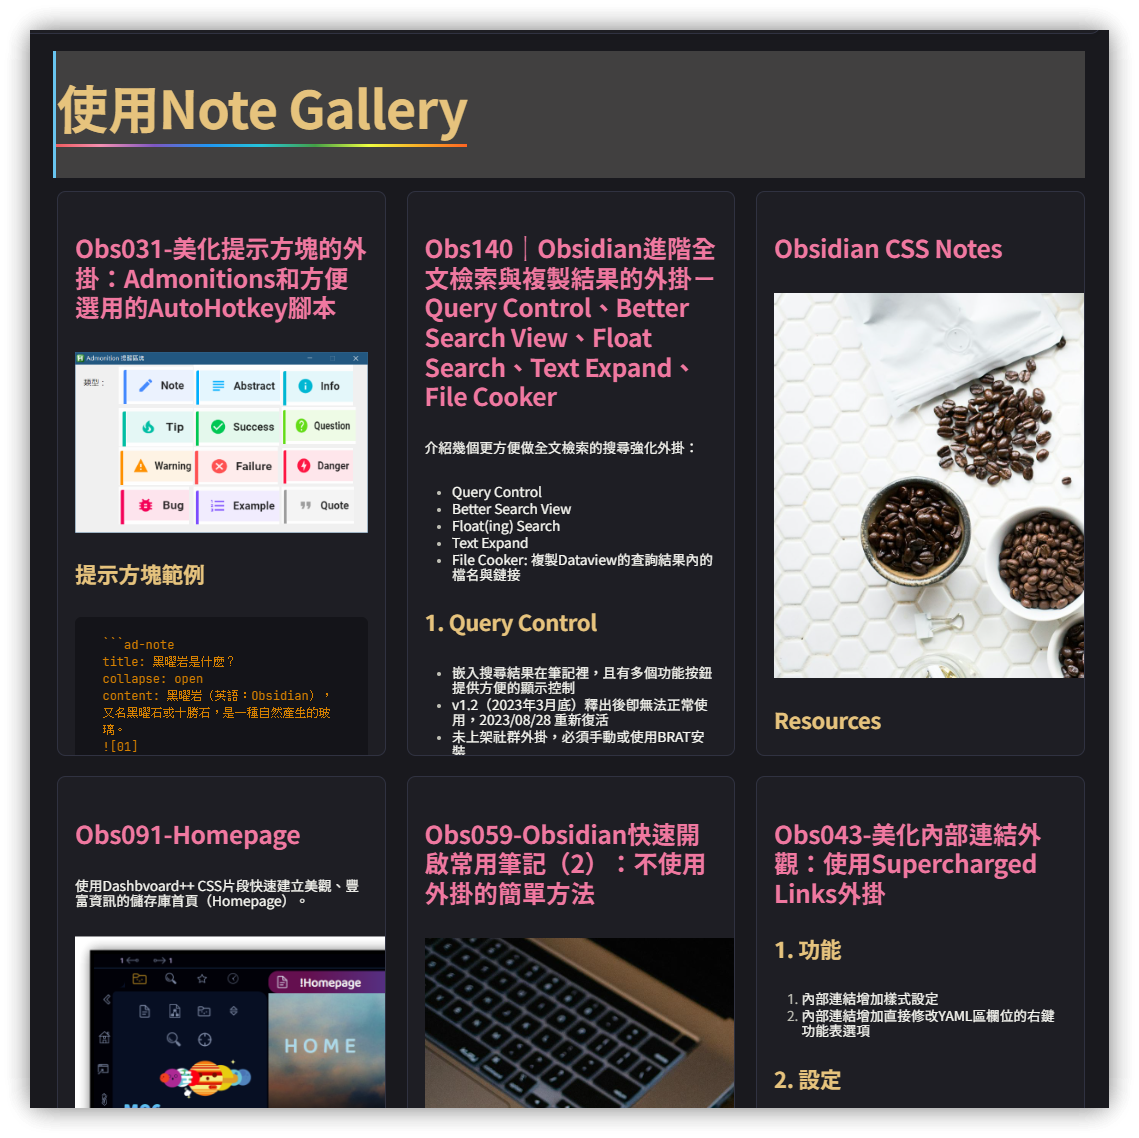 使用Note Gallery
Obs031-美化提示方塊的外
掛：Admonitions和方便
選用的AutoHotkey腳本
Admonition 提醒區塊
類型：
Note
Abstract
Info
Tip
Success
Question
Warning
Failure
Danger
Bug
Example
Quote
提示方塊範例
```ad-note
title: 黑曜岩是什麼？
collapse: open
content: 黑曜岩（英語：Obsidian），
又名黑曜石或十勝石，是一種自然產生的玻
璃。
![01]
Obs140｜Obsidian進階全
文檢索與複製結果的外掛－
Query Control、Better
Search View、Float
Search、Text Expand、
File Cooker
介紹幾個更方便做全文檢索的搜尋強化外掛：
• Query Control
• Better Search View
• Float(ing) Search
• Text Expand
• File Cooker: 複製Dataview的查詢結果內的
檔名與鏈接
1. Query Control
• 嵌入搜尋結果在筆記裡，且有多個功能按鈕
提供方便的顯示控制
• v1.2（2023年3月底）釋出後卽無法正常使
用，2023/08/28 重新復活
• 未上架社群外掛，必須手動或使用BRAT安
裝
Obsidian CSS Notes
Resources
Obs091-Homepage
使用Dashbvoard++ CSS片段快速建立美觀、豐
富資訊的儲存庫首頁（Homepage）。
1
1
!Homepage
HOME
MOC
Obs059-Obsidian快速開
啟常用筆記（2）：不使用
外掛的簡單方法
Obs043-美化內部連結外
觀：使用Supercharged
Links外掛
1. 功能
1. 內部連結增加樣式設定
2. 內部連結增加直接修改YAML區欄位的右鍵
功能表選項
2. 設定